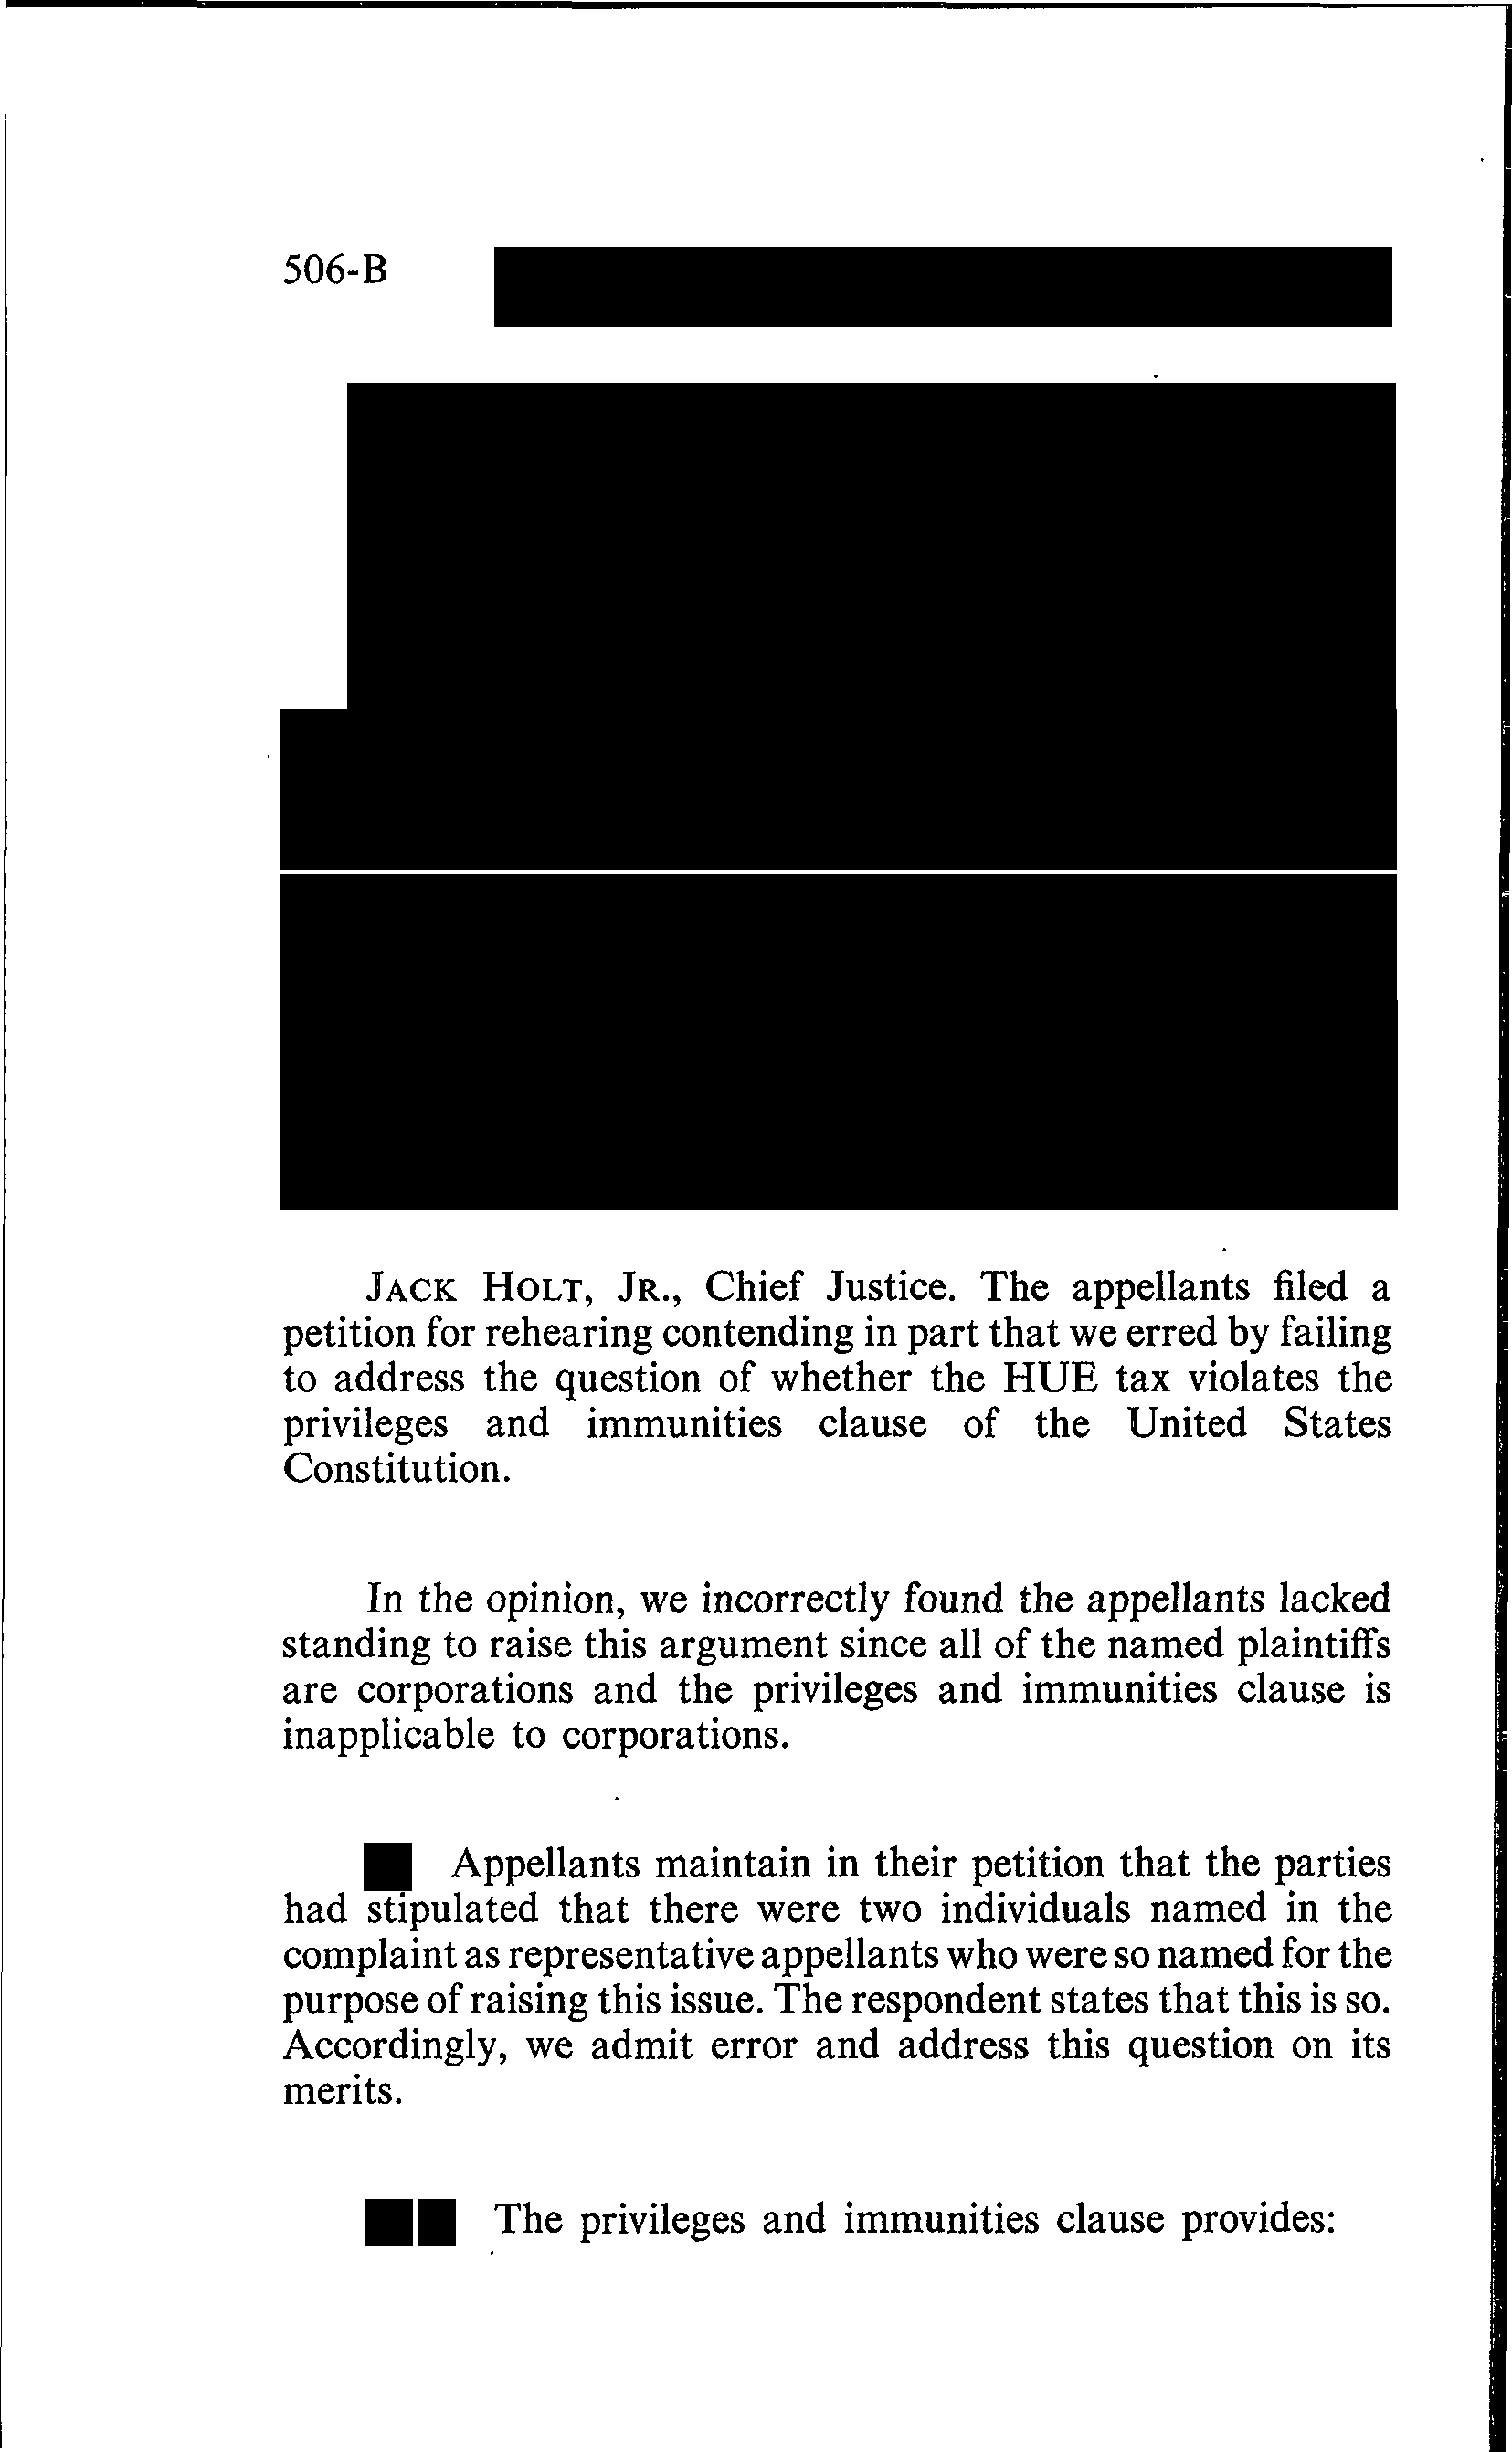 506-B
JACK HOLT, JR., Chief Justice. The appellants filed a
petition for rehearing contending in part that we erred by failing
to address the question of whether the HUE tax violates the
privileges and immunities clause of the United States
Constitution.
In the opinion, we incorrectly found the appellants lacked
standing to raise this argument since all of the named plaintiffs
are corporations and the privileges and immunities clause is
inapplicable to corporations.
Appellants maintain in their petition that the parties
had stipulated that there were two individuals named in the
complaint as representative appellants who were so named for the
purpose of raising this issue. The respondent states that this is so.
Accordingly, we admit error and address this question on its
merits.
The privileges and immunities clause provides: